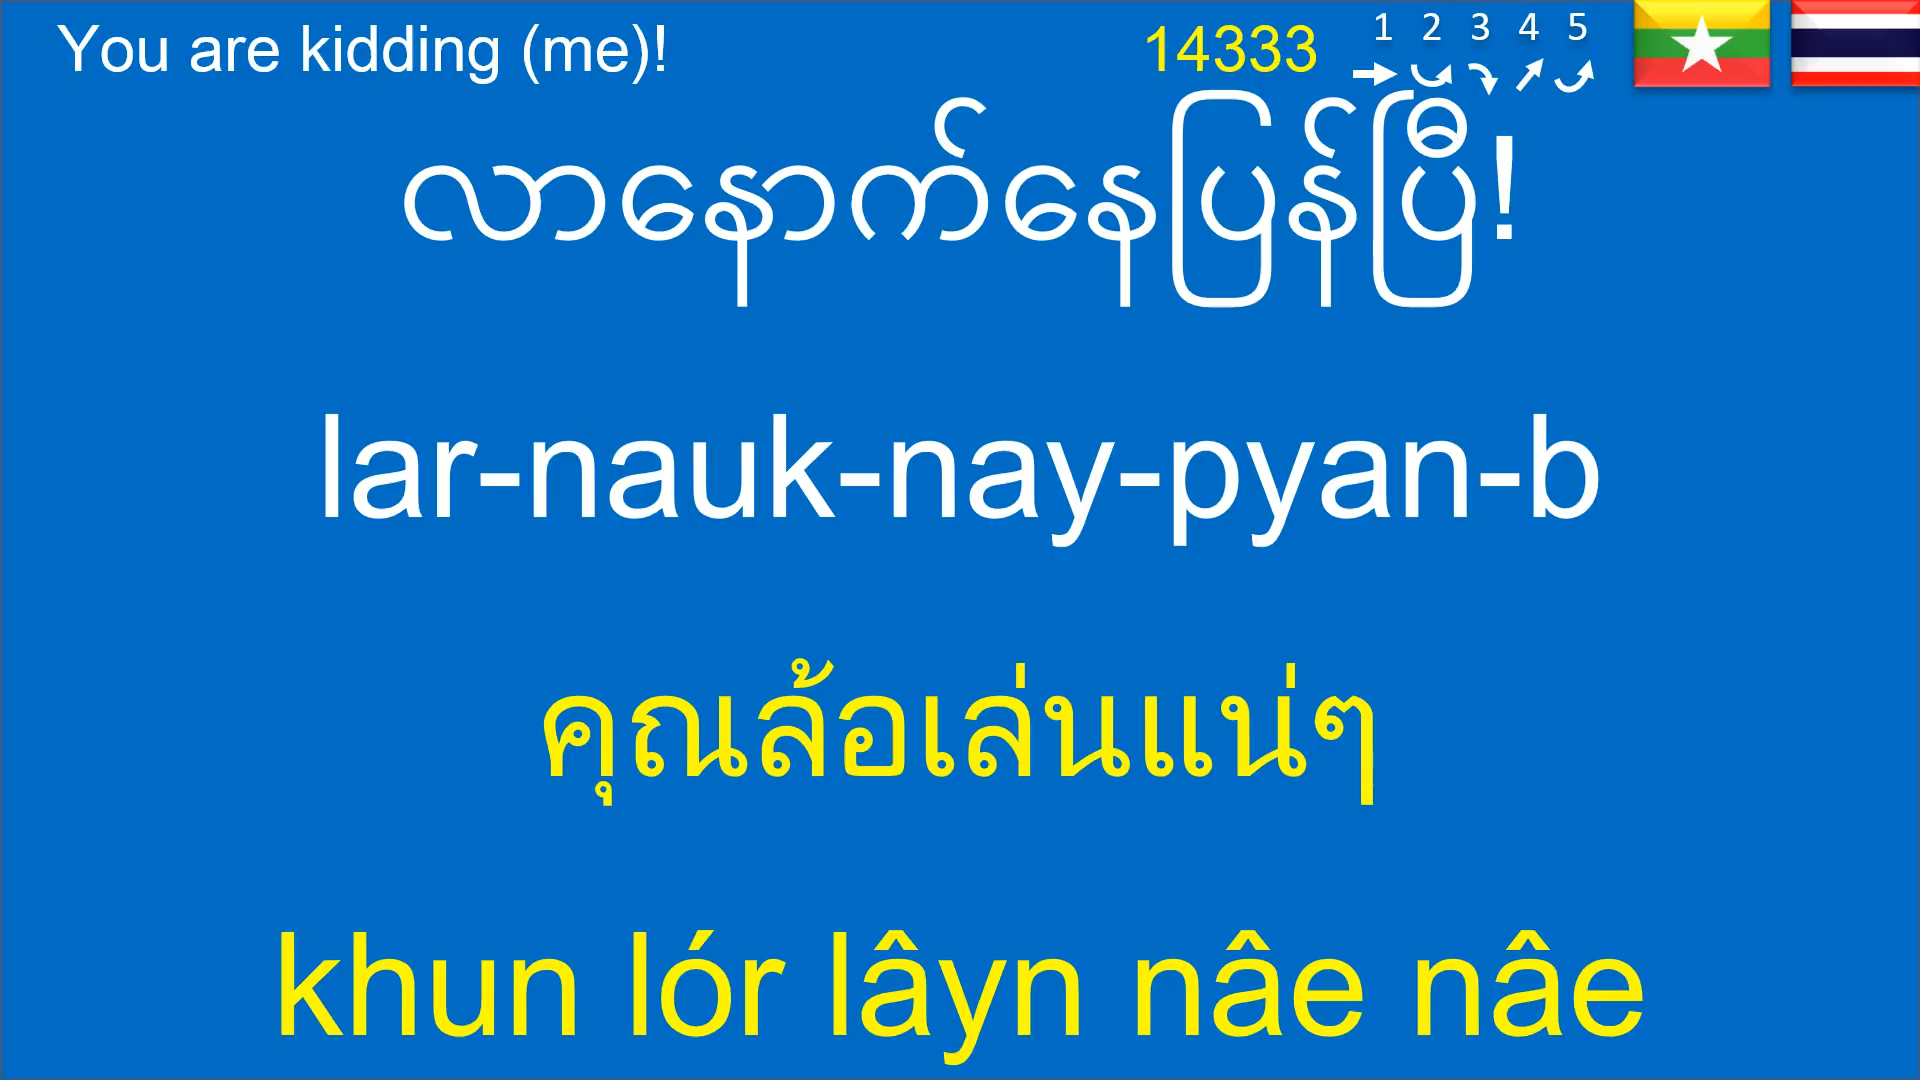 You are kidding (me)! 14333 1 2 3 4 5
လာနောက်နေပြန်ပြီ!
lar-nauk-nay-pyan-b
คุณล้อเล่นแน่ๆ
khun lór lâyn nâe nâe